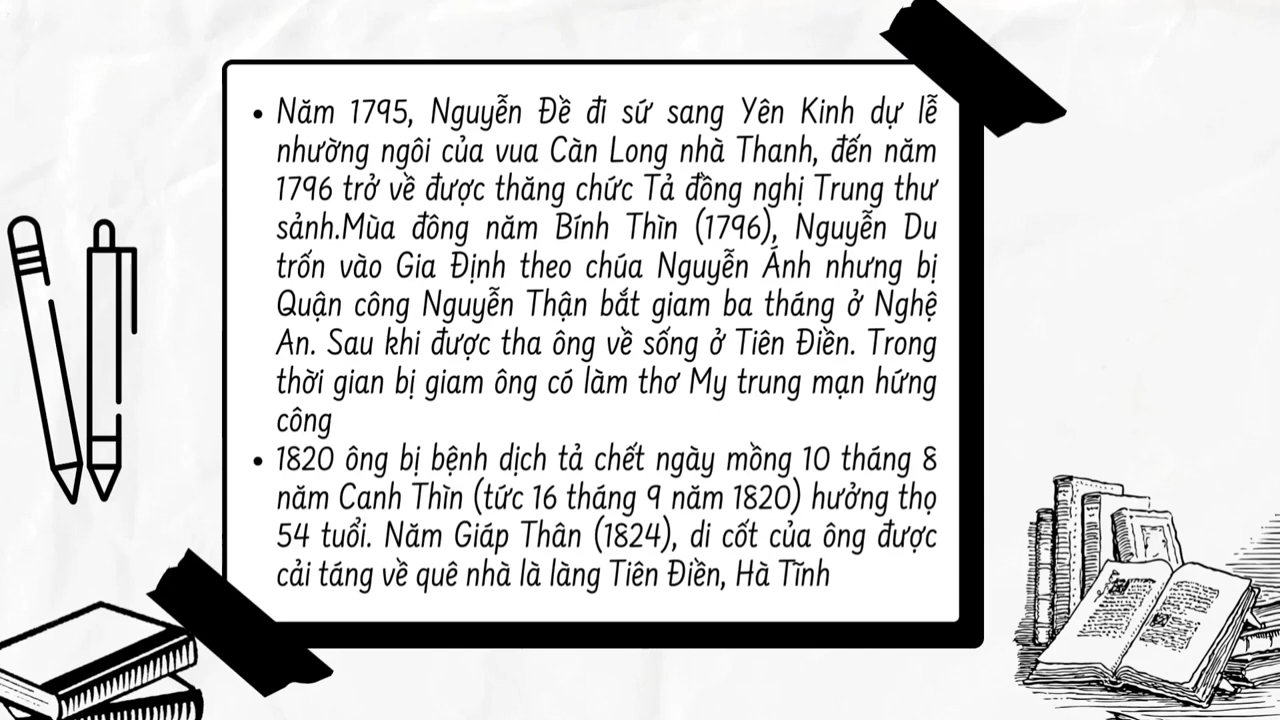 • Năm 1795, Nguyễn Đề đi sứ sang Yên Kinh dự lễ
nhường ngôi của vua Càn Long nhà Thanh, đến năm
1796 trở về được thăng chức Tả đồng nghị Trung thư
sảnh.Mùa đông năm Bính Thìn (1796), Nguyễn Du
trốn vào Gia Định theo chúa Nguyễn Ánh nhưng bị
Quận công Nguyễn Thận bắt giam ba tháng ở Nghệ
An. Sau khi được tha ông về sống ở Tiên Điền. Trong
thời gian bị giam ông có làm thơ My trung mạn hứng
công
• 1820 ông bị bệnh dịch tả chết ngày mồng 10 tháng 8
năm Canh Thìn (tức 16 tháng 9 năm 1820) hưởng thọ
54 tuổi. Năm Giáp Thân (1824), di cốt của ông được
cải táng về quê nhà là làng Tiên Điền, Hà Tĩnh